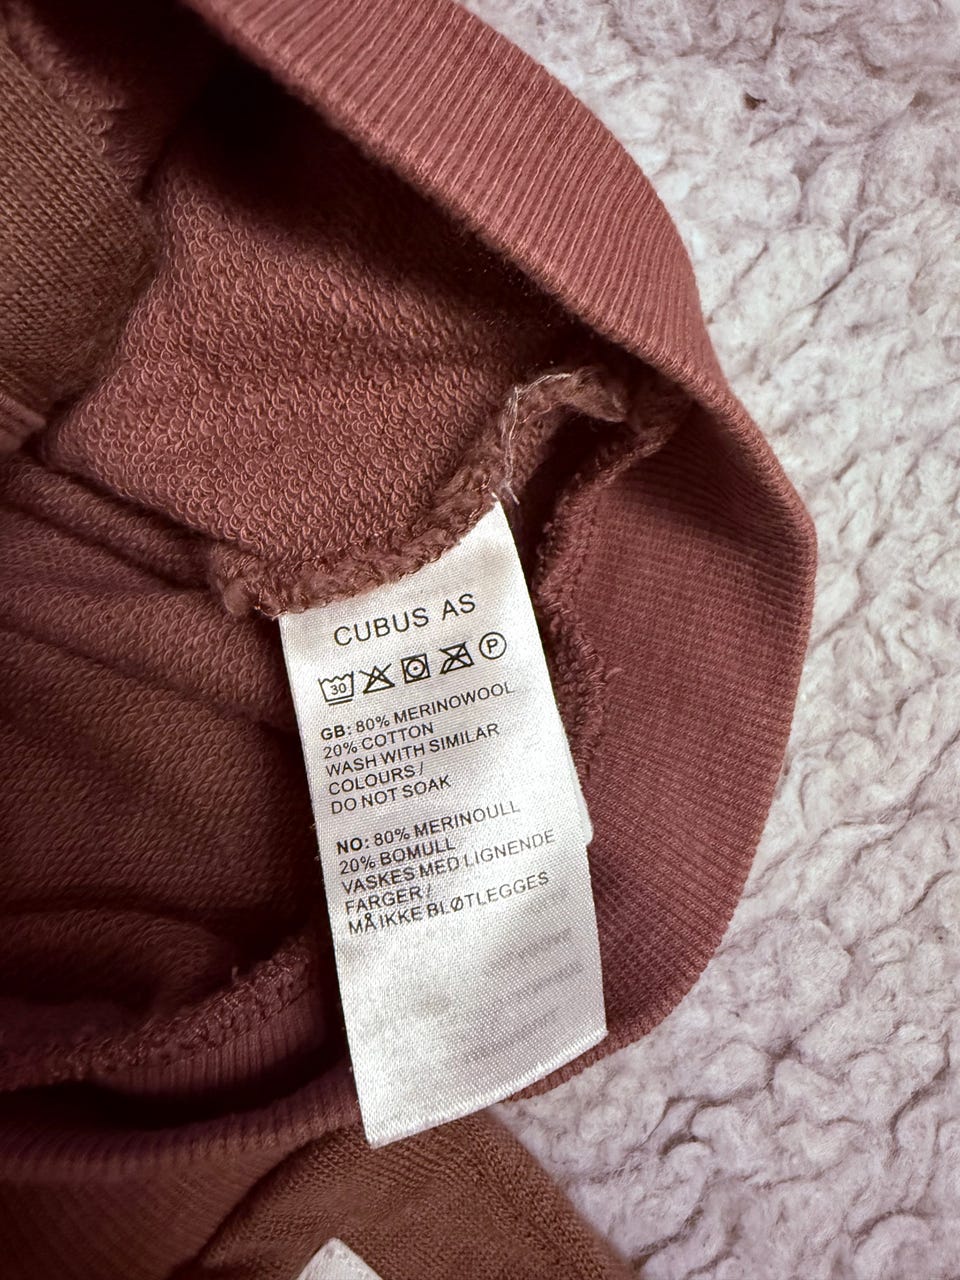 CUBUS AS
30 P
GB: 80% MERINOWOOL
20% COTTON
WASH WITH SIMILAR
COLOURS /
DO NOT SOAK
NO: 80% MERINOULL
20% BOMULL
VASKES MED LIGNENDE
FARGER /
MÅ IKKE BLØTLEGGES